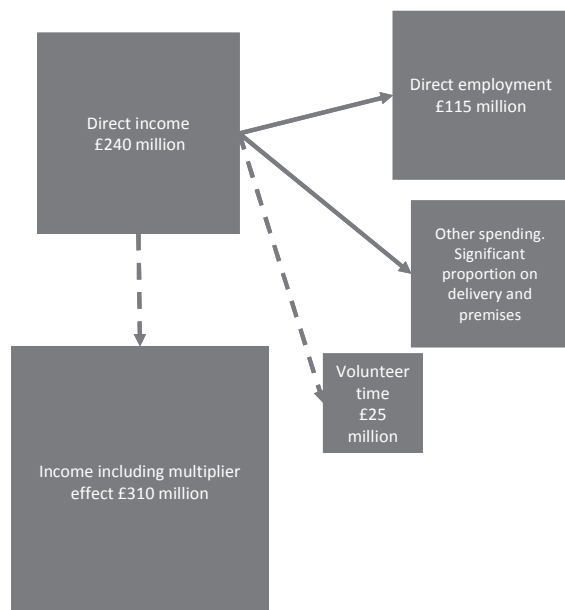 Direct income
£240 million
Direct employment
£115 million
Other spending.
Significant
proportion on
delivery and
premises
Volunteer
time
£25
million
Income including multiplier
effect £310 million